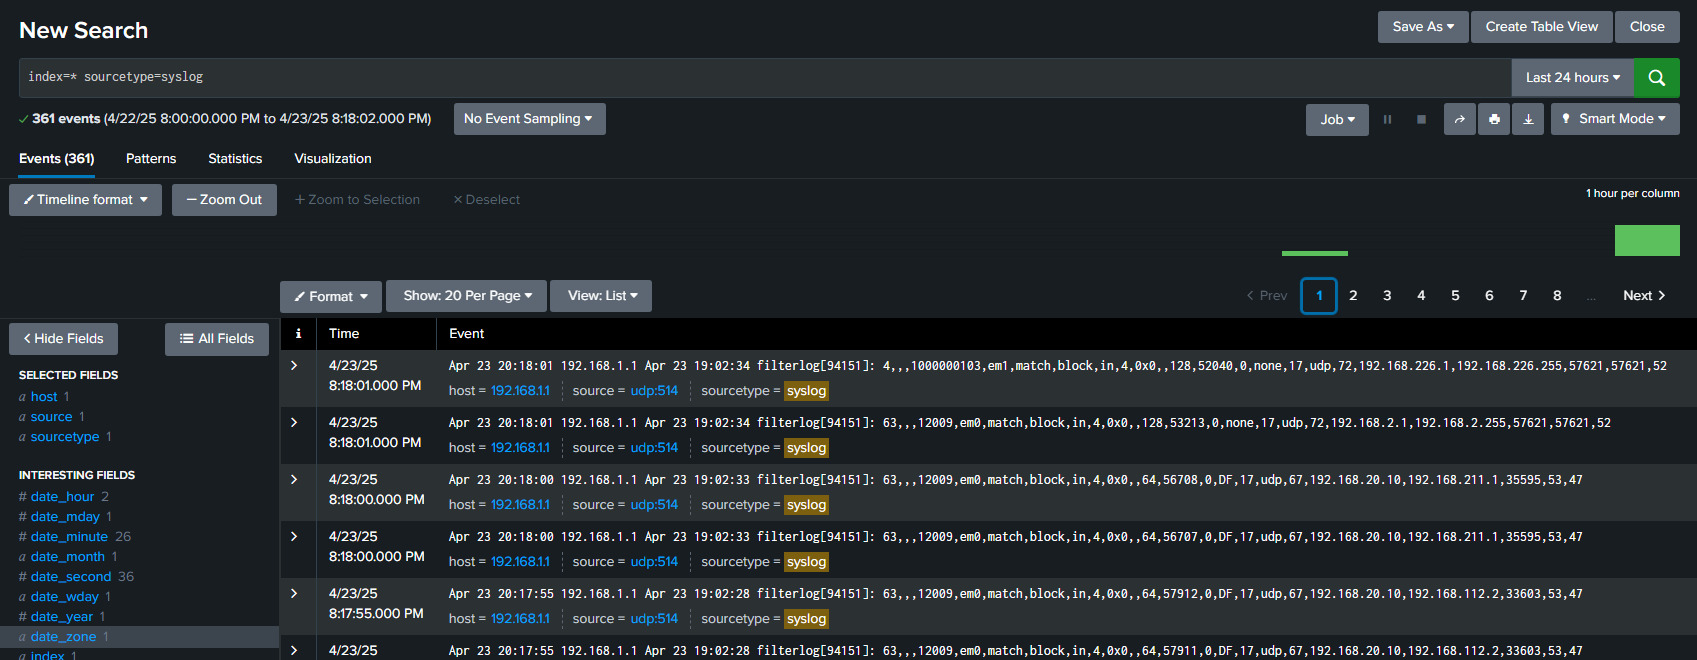 New Search
Save As
Create Table View
Close
index=* sourcetype=syslog
Last 24 hours
361 events (4/22/25 8:00:00.000 PM to 4/23/25 8:18:02.000 PM)
No Event Sampling
Job
Smart Mode
Events (361)
Patterns
Statistics
Visualization
Timeline format
— Zoom Out
+ Zoom to Selection
× Deselect
1 hour per column
Format
Show: 20 Per Page
View: List
< Prev
1
2
3
4
5
6
7
8
...
Next >
< Hide Fields
All Fields
i
Time
Event
SELECTED FIELDS
a host 1
a source 1
a sourcetype 1
INTERESTING FIELDS
# date_hour 2
# date_mday 1
# date_minute 26
a date_month 1
# date_second 36
a date_wday 1
# date_year 1
a date_zone 1
a index 1
> 4/23/25
8:18:01.000 PM
Apr 23 20:18:01 192.168.1.1 Apr 23 19:02:34 filterlog[94151]: 4,,,1000000103,em1,match,block,in,4,0x0,,128,52040,0,none,17,udp,72,192.168.226.1,192.168.226.255,57621,57621,52
host = 192.168.1.1 source = udp:514 sourcetype = syslog
> 4/23/25
8:18:01.000 PM
Apr 23 20:18:01 192.168.1.1 Apr 23 19:02:34 filterlog[94151]: 63,,,12009,em0,match,block,in,4,0x0,,128,53213,0,none,17,udp,72,192.168.2.1,192.168.2.255,57621,57621,52
host = 192.168.1.1 source = udp:514 sourcetype = syslog
> 4/23/25
8:18:00.000 PM
Apr 23 20:18:00 192.168.1.1 Apr 23 19:02:33 filterlog[94151]: 63,,,12009,em0,match,block,in,4,0x0,,64,56708,0,DF,17,udp,67,192.168.20.10,192.168.211.1,35595,53,47
host = 192.168.1.1 source = udp:514 sourcetype = syslog
> 4/23/25
8:18:00.000 PM
Apr 23 20:18:00 192.168.1.1 Apr 23 19:02:33 filterlog[94151]: 63,,,12009,em0,match,block,in,4,0x0,,64,56707,0,DF,17,udp,67,192.168.20.10,192.168.211.1,35595,53,47
host = 192.168.1.1 source = udp:514 sourcetype = syslog
> 4/23/25
8:17:55.000 PM
Apr 23 20:17:55 192.168.1.1 Apr 23 19:02:28 filterlog[94151]: 63,,,12009,em0,match,block,in,4,0x0,,64,57912,0,DF,17,udp,67,192.168.20.10,192.168.112.2,33603,53,47
host = 192.168.1.1 source = udp:514 sourcetype = syslog
> 4/23/25
Apr 23 20:17:55 192.168.1.1 Apr 23 19:02:28 filterlog[94151]: 63,,,12009,em0,match,block,in,4,0x0,,64,57911,0,DF,17,udp,67,192.168.20.10,192.168.112.2,33603,53,47